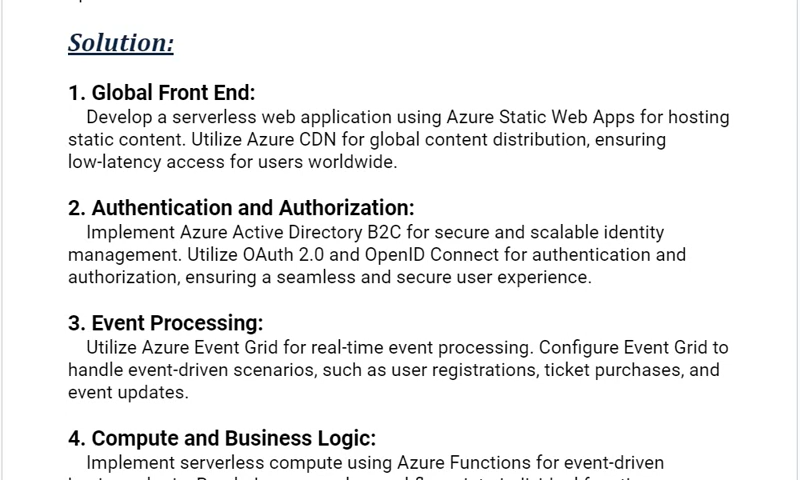 Solution:
1. Global Front End:
Develop a serverless web application using Azure Static Web Apps for hosting
static content. Utilize Azure CDN for global content distribution, ensuring
low-latency access for users worldwide.
2. Authentication and Authorization:
Implement Azure Active Directory B2C for secure and scalable identity
management. Utilize OAuth 2.0 and OpenID Connect for authentication and
authorization, ensuring a seamless and secure user experience.
3. Event Processing:
Utilize Azure Event Grid for real-time event processing. Configure Event Grid to
handle event-driven scenarios, such as user registrations, ticket purchases, and
event updates.
4. Compute and Business Logic:
Implement serverless compute using Azure Functions for event-driven